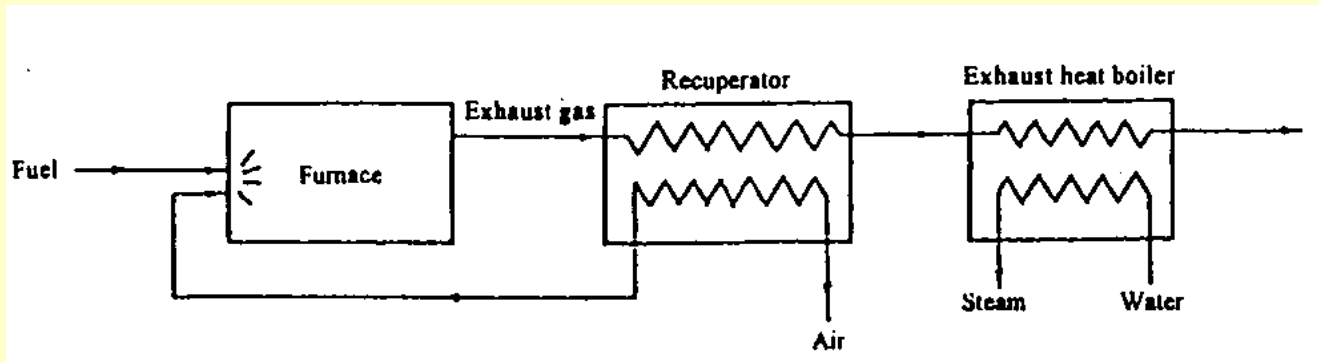 Recuperator
Exhaust heat boiler
Exhaust gas
Fuel
Furnace
Steam
Water
Air